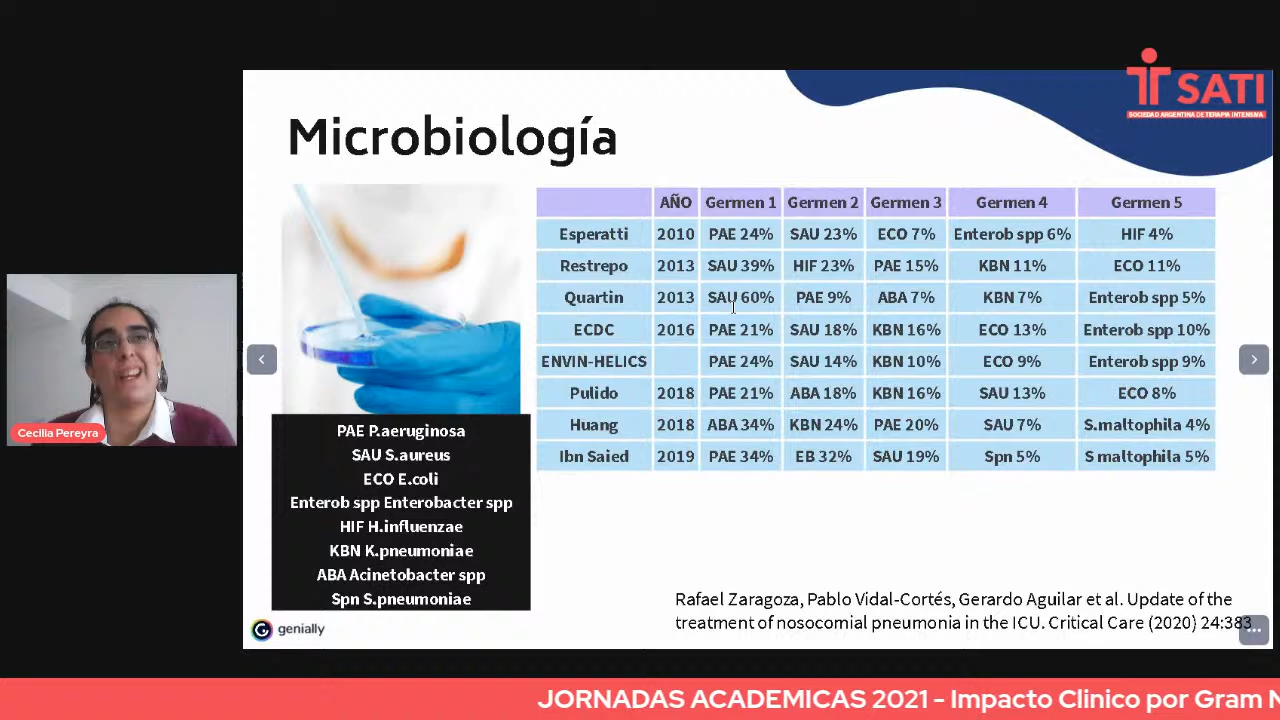 SATI
SOCIEDAD ARGENTINA DE TERAPIA INTENSIVA
Microbiología
AÑO Germen 1 Germen 2 Germen 3 Germen 4 Germen 5
Esperatti 2010 PAE 24% SAU 23% ECO 7% Enterob spp 6% HIF 4%
Restrepo 2013 SAU 39% HIF 23% PAE 15% KBN 11% ECO 11%
Quartin 2013 SAU 60% PAE 9% ABA 7% KBN 7% Enterob spp 5%
ECDC 2016 PAE 21% SAU 18% KBN 16% ECO 13% Enterob spp 10%
ENVIN-HELICS PAE 24% SAU 14% KBN 10% ECO 9% Enterob spp 9%
Pulido 2018 PAE 21% ABA 18% KBN 16% SAU 13% ECO 8%
Huang 2018 ABA 34% KBN 24% PAE 20% SAU 7% S.maltophila 4%
Ibn Saied 2019 PAE 34% EB 32% SAU 19% Spn 5% S maltophila 5%
Cecilia Pereyra
PAE P.aeruginosa
SAU S.aureus
ECO E.coli
Enterob spp Enterobacter spp
HIF H.influenzae
KBN K.pneumoniae
ABA Acinetobacter spp
Spn S.pneumoniae
Rafael Zaragoza, Pablo Vidal-Cortés, Gerardo Aguilar et al. Update of the
treatment of nosocomial pneumonia in the ICU. Critical Care (2020) 24:383
genially
JORNADAS ACADEMICAS 2021 - Impacto Clinico por Gram N